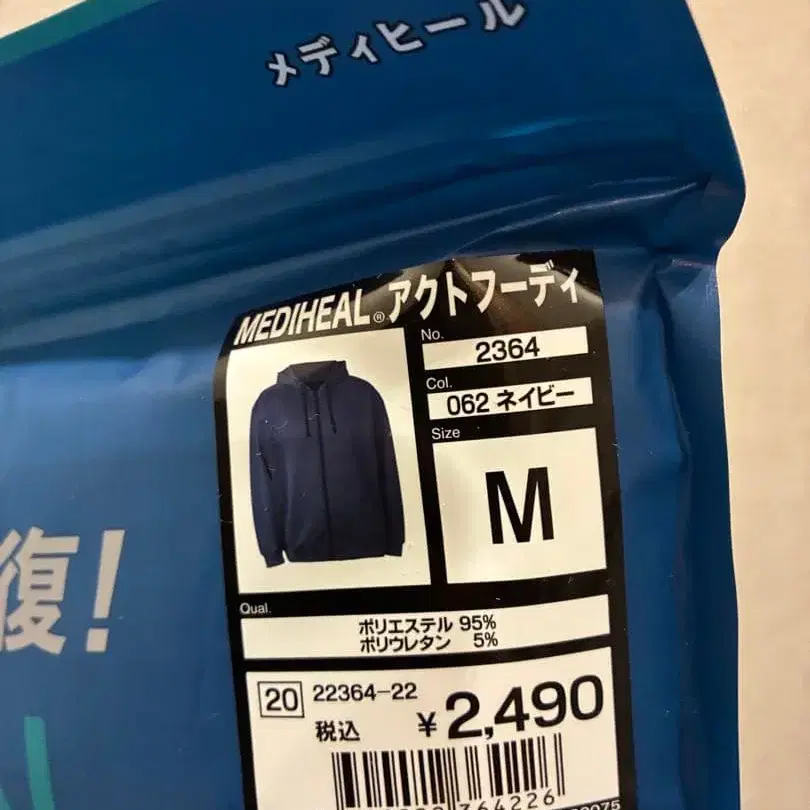 メディヒール
MEDIHEAL® アクトフーディ
No.
2364
Col.
062 ネイビー
Size
M
復!
Qual.
ポリエステル 95%
ポリウレタン 5%
20 22364-22
税込 ¥2,490
364226